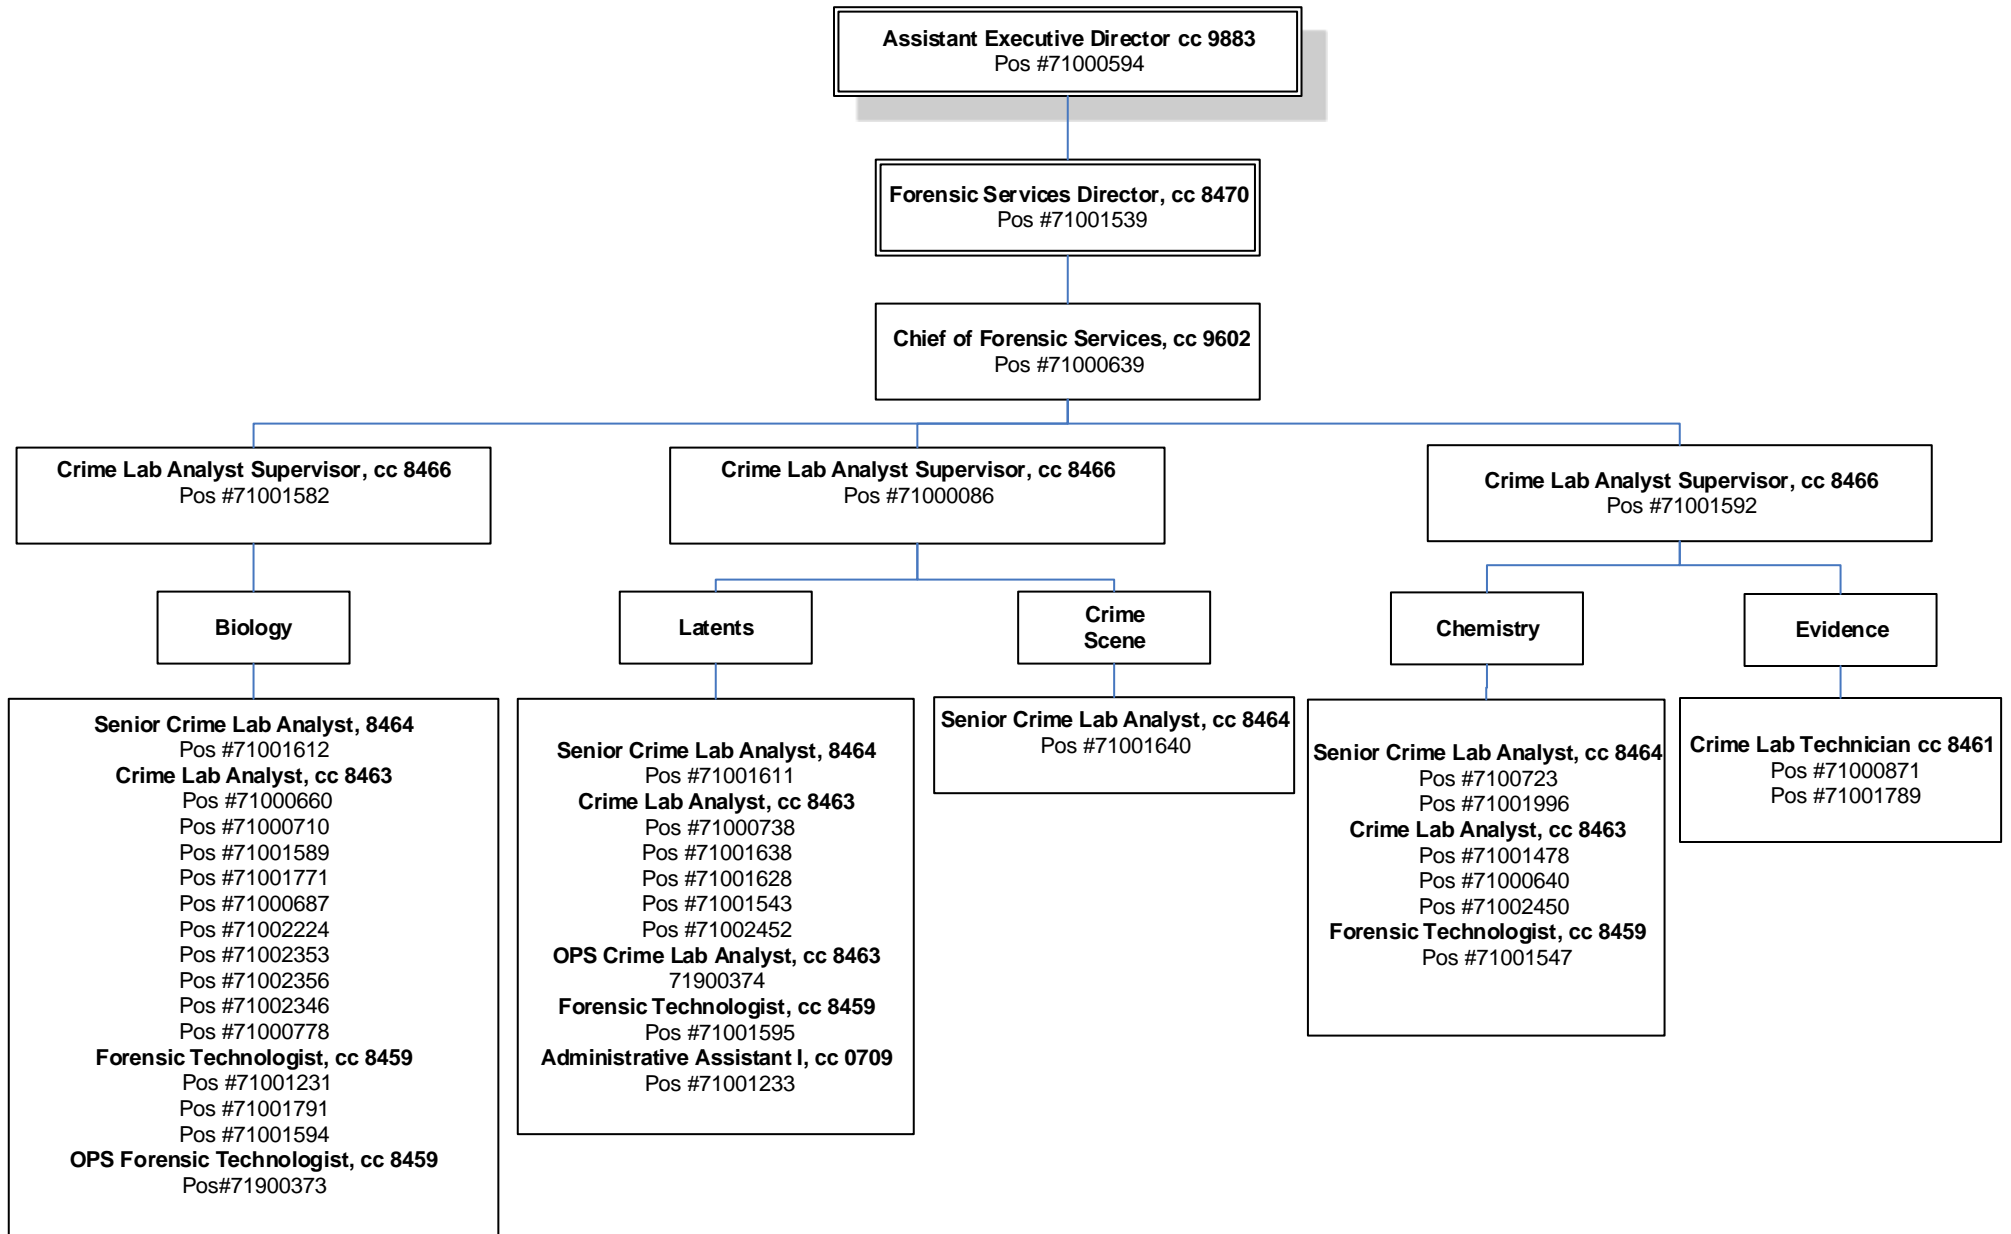 Assistant Executive Director cc 9883
Pos #71000594
Forensic Services Director, cc 8470
Pos #71001539
Chief of Forensic Services, cc 9602
Pos #71000639
Crime Lab Analyst Supervisor, cc 8466
Pos #71001582
Crime Lab Analyst Supervisor, cc 8466
Pos #71000086
Crime Lab Analyst Supervisor, cc 8466
Pos #71001592
Biology
Latents
Crime
Scene
Chemistry
Evidence
Senior Crime Lab Analyst, 8464
Pos #71001612
Crime Lab Analyst, cc 8463
Pos #71000660
Pos #71000710
Pos #71001589
Pos #71001771
Pos #71000687
Pos #71002224
Pos #71002353
Pos #71002356
Pos #71002346
Pos #71000778
Forensic Technologist, cc 8459
Pos #71001231
Pos #71001791
Pos #71001594
OPS Forensic Technologist, cc 8459
Pos#71900373
Senior Crime Lab Analyst, 8464
Pos #71001611
Crime Lab Analyst, cc 8463
Pos #71000738
Pos #71001638
Pos #71001628
Pos #71001543
Pos #71002452
OPS Crime Lab Analyst, cc 8463
71900374
Forensic Technologist, cc 8459
Pos #71001595
Administrative Assistant I, cc 0709
Pos #71001233
Senior Crime Lab Analyst, cc 8464
Pos #71001640
Senior Crime Lab Analyst, cc 8464
Pos #7100723
Pos #71001996
Crime Lab Analyst, cc 8463
Pos #71001478
Pos #71000640
Pos #71002450
Forensic Technologist, cc 8459
Pos #71001547
Crime Lab Technician cc 8461
Pos #71000871
Pos #71001789